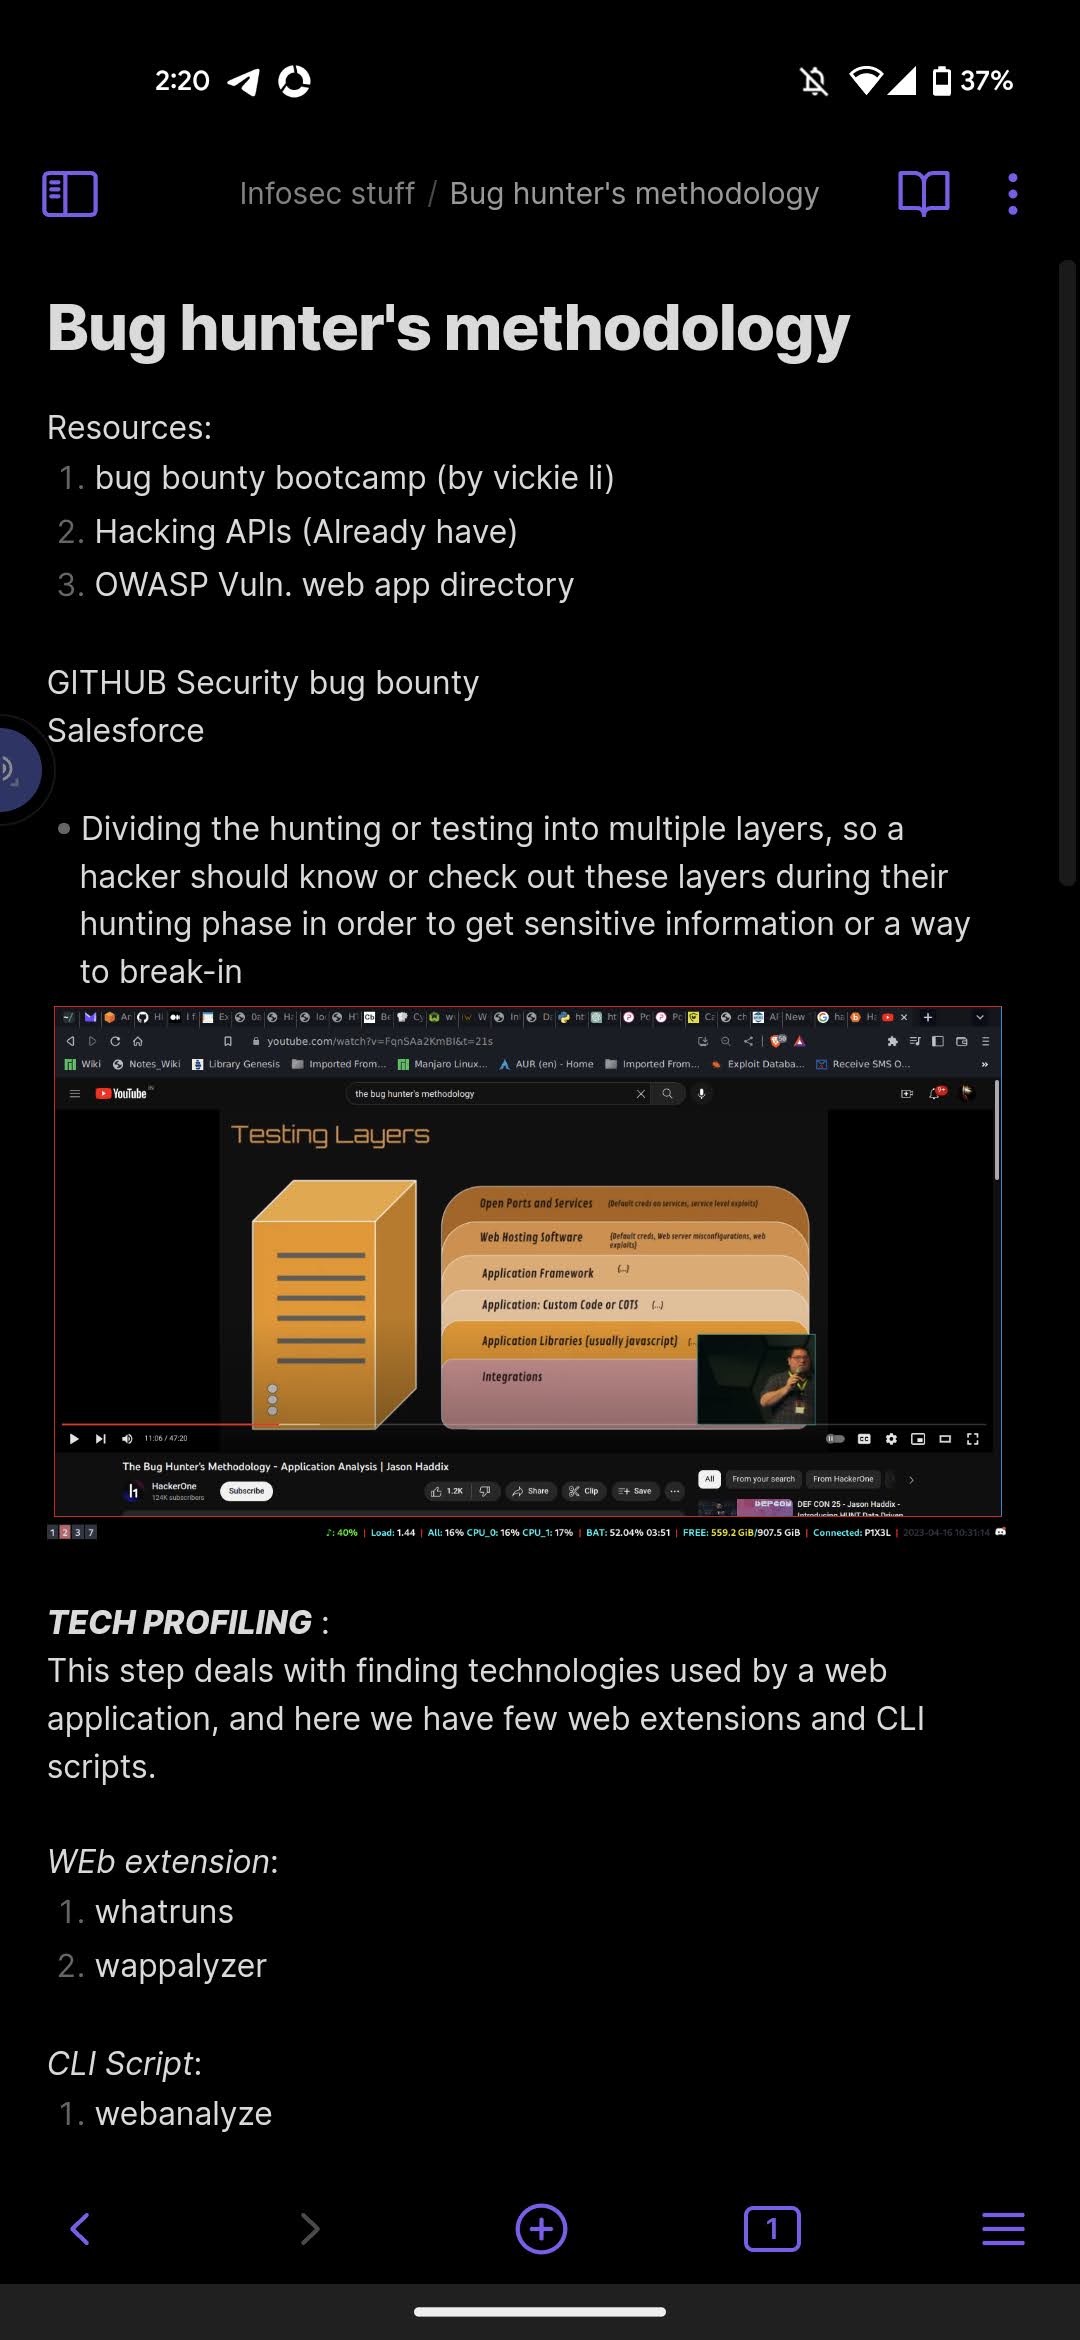 2:20
37%
Infosec stuff / Bug hunter's methodology
Bug hunter's methodology
Resources:
1. bug bounty bootcamp (by vickie li)
2. Hacking APIs (Already have)
3. OWASP Vuln. web app directory
GITHUB Security bug bounty
Salesforce
Dividing the hunting or testing into multiple layers, so a
hacker should know or check out these layers during their
hunting phase in order to get sensitive information or a way
to break-in
youtube.com/watch?v=FqnSAa2KmBI&t=21s
Wiki Notes_Wiki Library Genesis Imported From... Manjaro Linux... AUR (en) - Home Imported From... Exploit Databa... Receive SMS O... »
YouTube IN
the bug hunter's methodology
9+
Testing Layers
Open Ports and Services (Default creds on services, service level exploits)
Web Hosting Software (Default creds, Web server misconfigurations, web
exploits)
Application Framework (...)
Application: Custom Code or COTS (...)
Application Libraries (usually javascript)
Integrations
11:06 / 47:20
The Bug Hunter's Methodology - Application Analysis | Jason Haddix
HackerOne
124K subscribers
Subscribe
1.2K Share Clip Save ...
All From your search From HackerOne
DEF CON 25 - Jason Haddix -
Introducing HUNT Data Driven
1 2 3 7
♪: 40% | Load: 1.44 | All: 16% CPU_0: 16% CPU_1: 17% | BAT: 52.04% 03:51 | FREE: 559.2 GiB/907.5 GiB | Connected: P1X3L | 2023-04-16 10:31:14
TECH PROFILING :
This step deals with finding technologies used by a web
application, and here we have few web extensions and CLI
scripts.
WEb extension:
1. whatruns
2. wappalyzer
CLI Script:
1. webanalyze
1